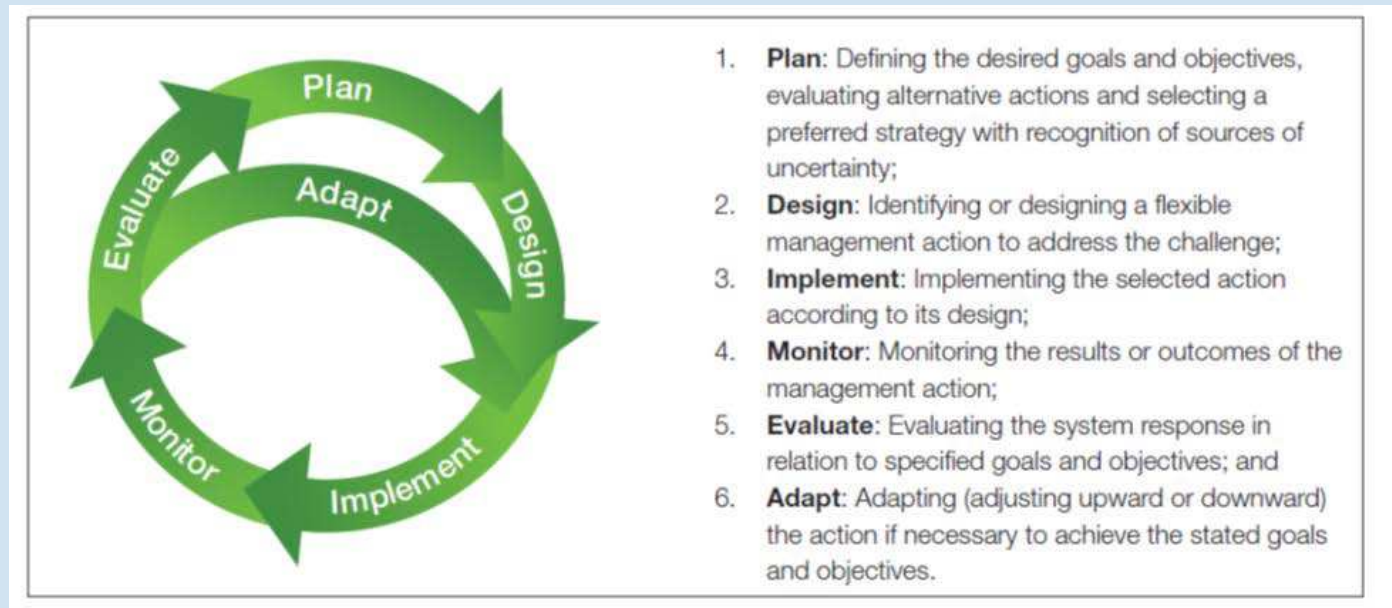 Plan
Design
Implement
Monitor
Evaluate
Adapt
1. Plan: Defining the desired goals and objectives,
evaluating alternative actions and selecting a
preferred strategy with recognition of sources of
uncertainty;
2. Design: Identifying or designing a flexible
management action to address the challenge;
3. Implement: Implementing the selected action
according to its design;
4. Monitor: Monitoring the results or outcomes of the
management action;
5. Evaluate: Evaluating the system response in
relation to specified goals and objectives; and
6. Adapt: Adapting (adjusting upward or downward)
the action if necessary to achieve the stated goals
and objectives.